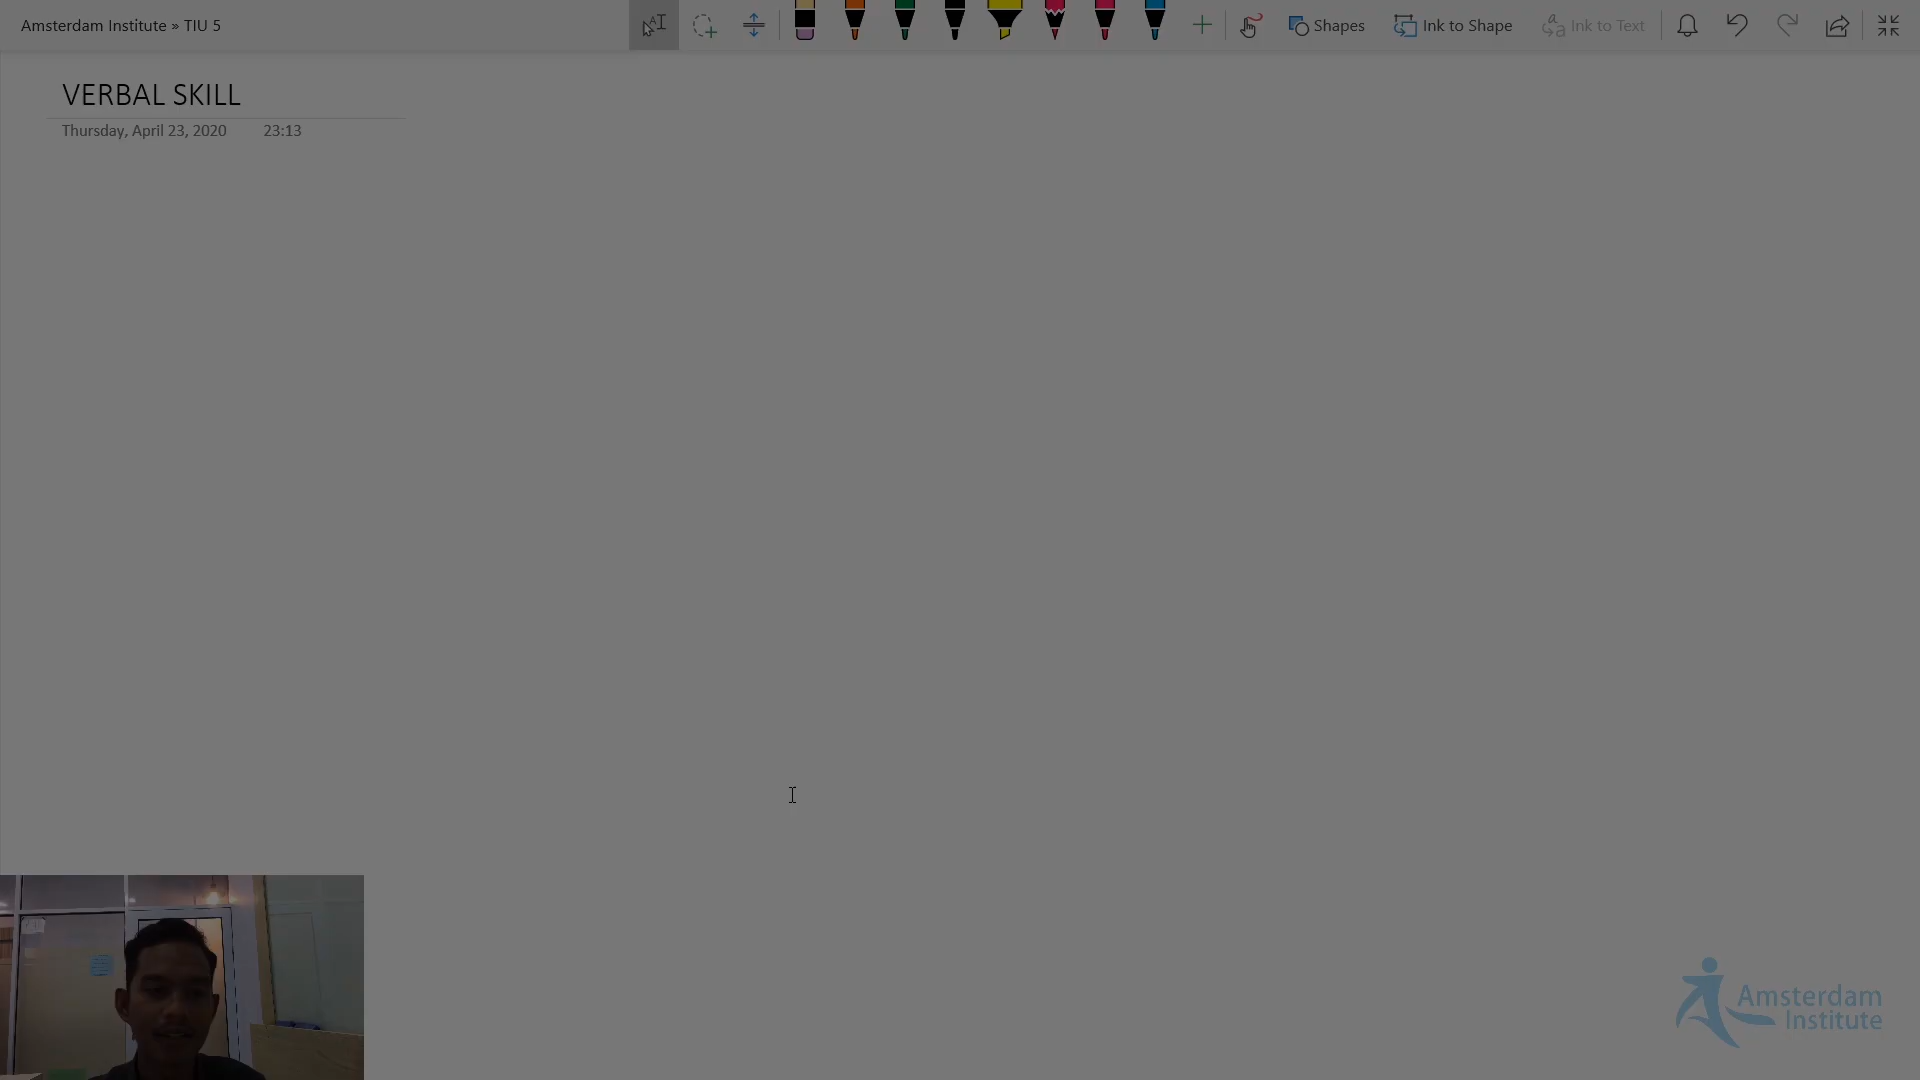 Amsterdam Institute » TIU 5
Shapes
Ink to Shape
Ink to Text
VERBAL SKILL
Thursday, April 23, 2020 23:13
Amsterdam
Institute